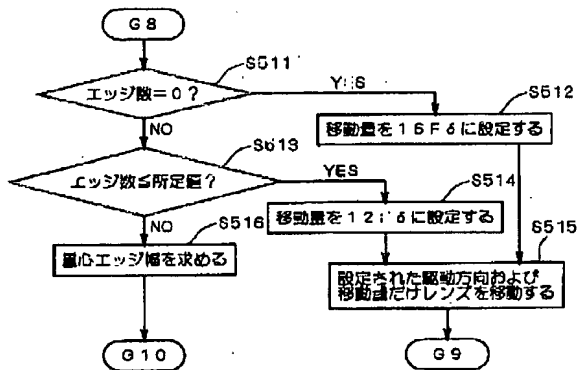 G8
S511
エッジ数=0?
YES
S512
移動量を16Fδに設定する
NO
S513
エッジ数≦所定値?
YES
S514
移動量を12Fδに設定する
NO
S516
重心エッジ幅を求める
S515
設定された駆動方向および
移動量だけレンズを移動する
G10
G9